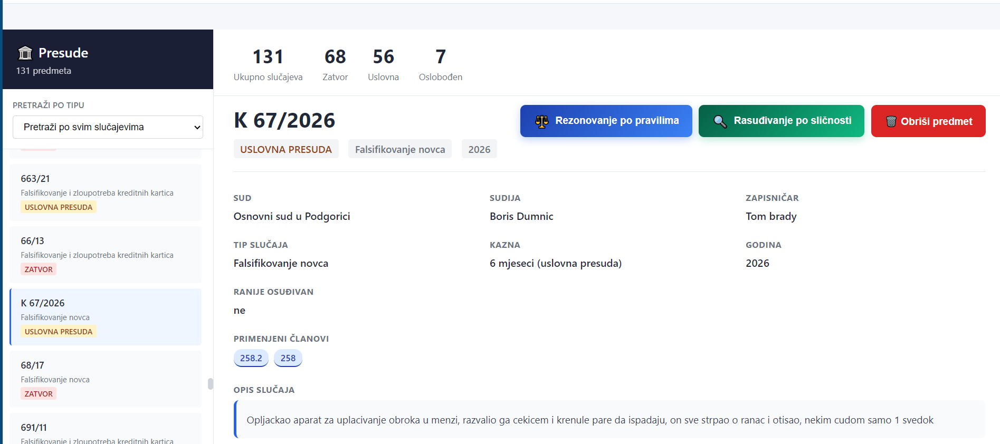 Presude
131 predmeta
PRETRAŽI PO TIPU
Pretraži po svim slučajevima
663/21
Falsifikovanje i zloupotreba kreditnih kartica
USLOVNA PRESUDA
66/13
Falsifikovanje i zloupotreba kreditnih kartica
ZATVOR
K 67/2026
Falsifikovanje novca
USLOVNA PRESUDA
68/17
Falsifikovanje novca
ZATVOR
691/11
Falsifikovanje i zloupotreba kreditnih kartica
131 68 56 7
Ukupno slučajeva Zatvor Uslovna Oslobođen
K 67/2026
Rezonovanje po pravilima Rasuđivanje po sličnosti Obriši predmet
USLOVNA PRESUDA Falsifikovanje novca 2026
SUD SUDIJA ZAPISNIČAR
Osnovni sud u Podgorici Boris Dumnic Tom brady
TIP SLUČAJA KAZNA GODINA
Falsifikovanje novca 6 mjeseci (uslovna presuda) 2026
RANIJE OSUĐIVAN
ne
PRIMENJENI ČLANOVI
258.2 258
OPIS SLUČAJA
Opljackao aparat za uplacivanje obroka u menzi, razvalio ga cekicem i krenule pare da ispadaju, on sve strpao o ranac i otisao, nekim cudom samo 1 svedok